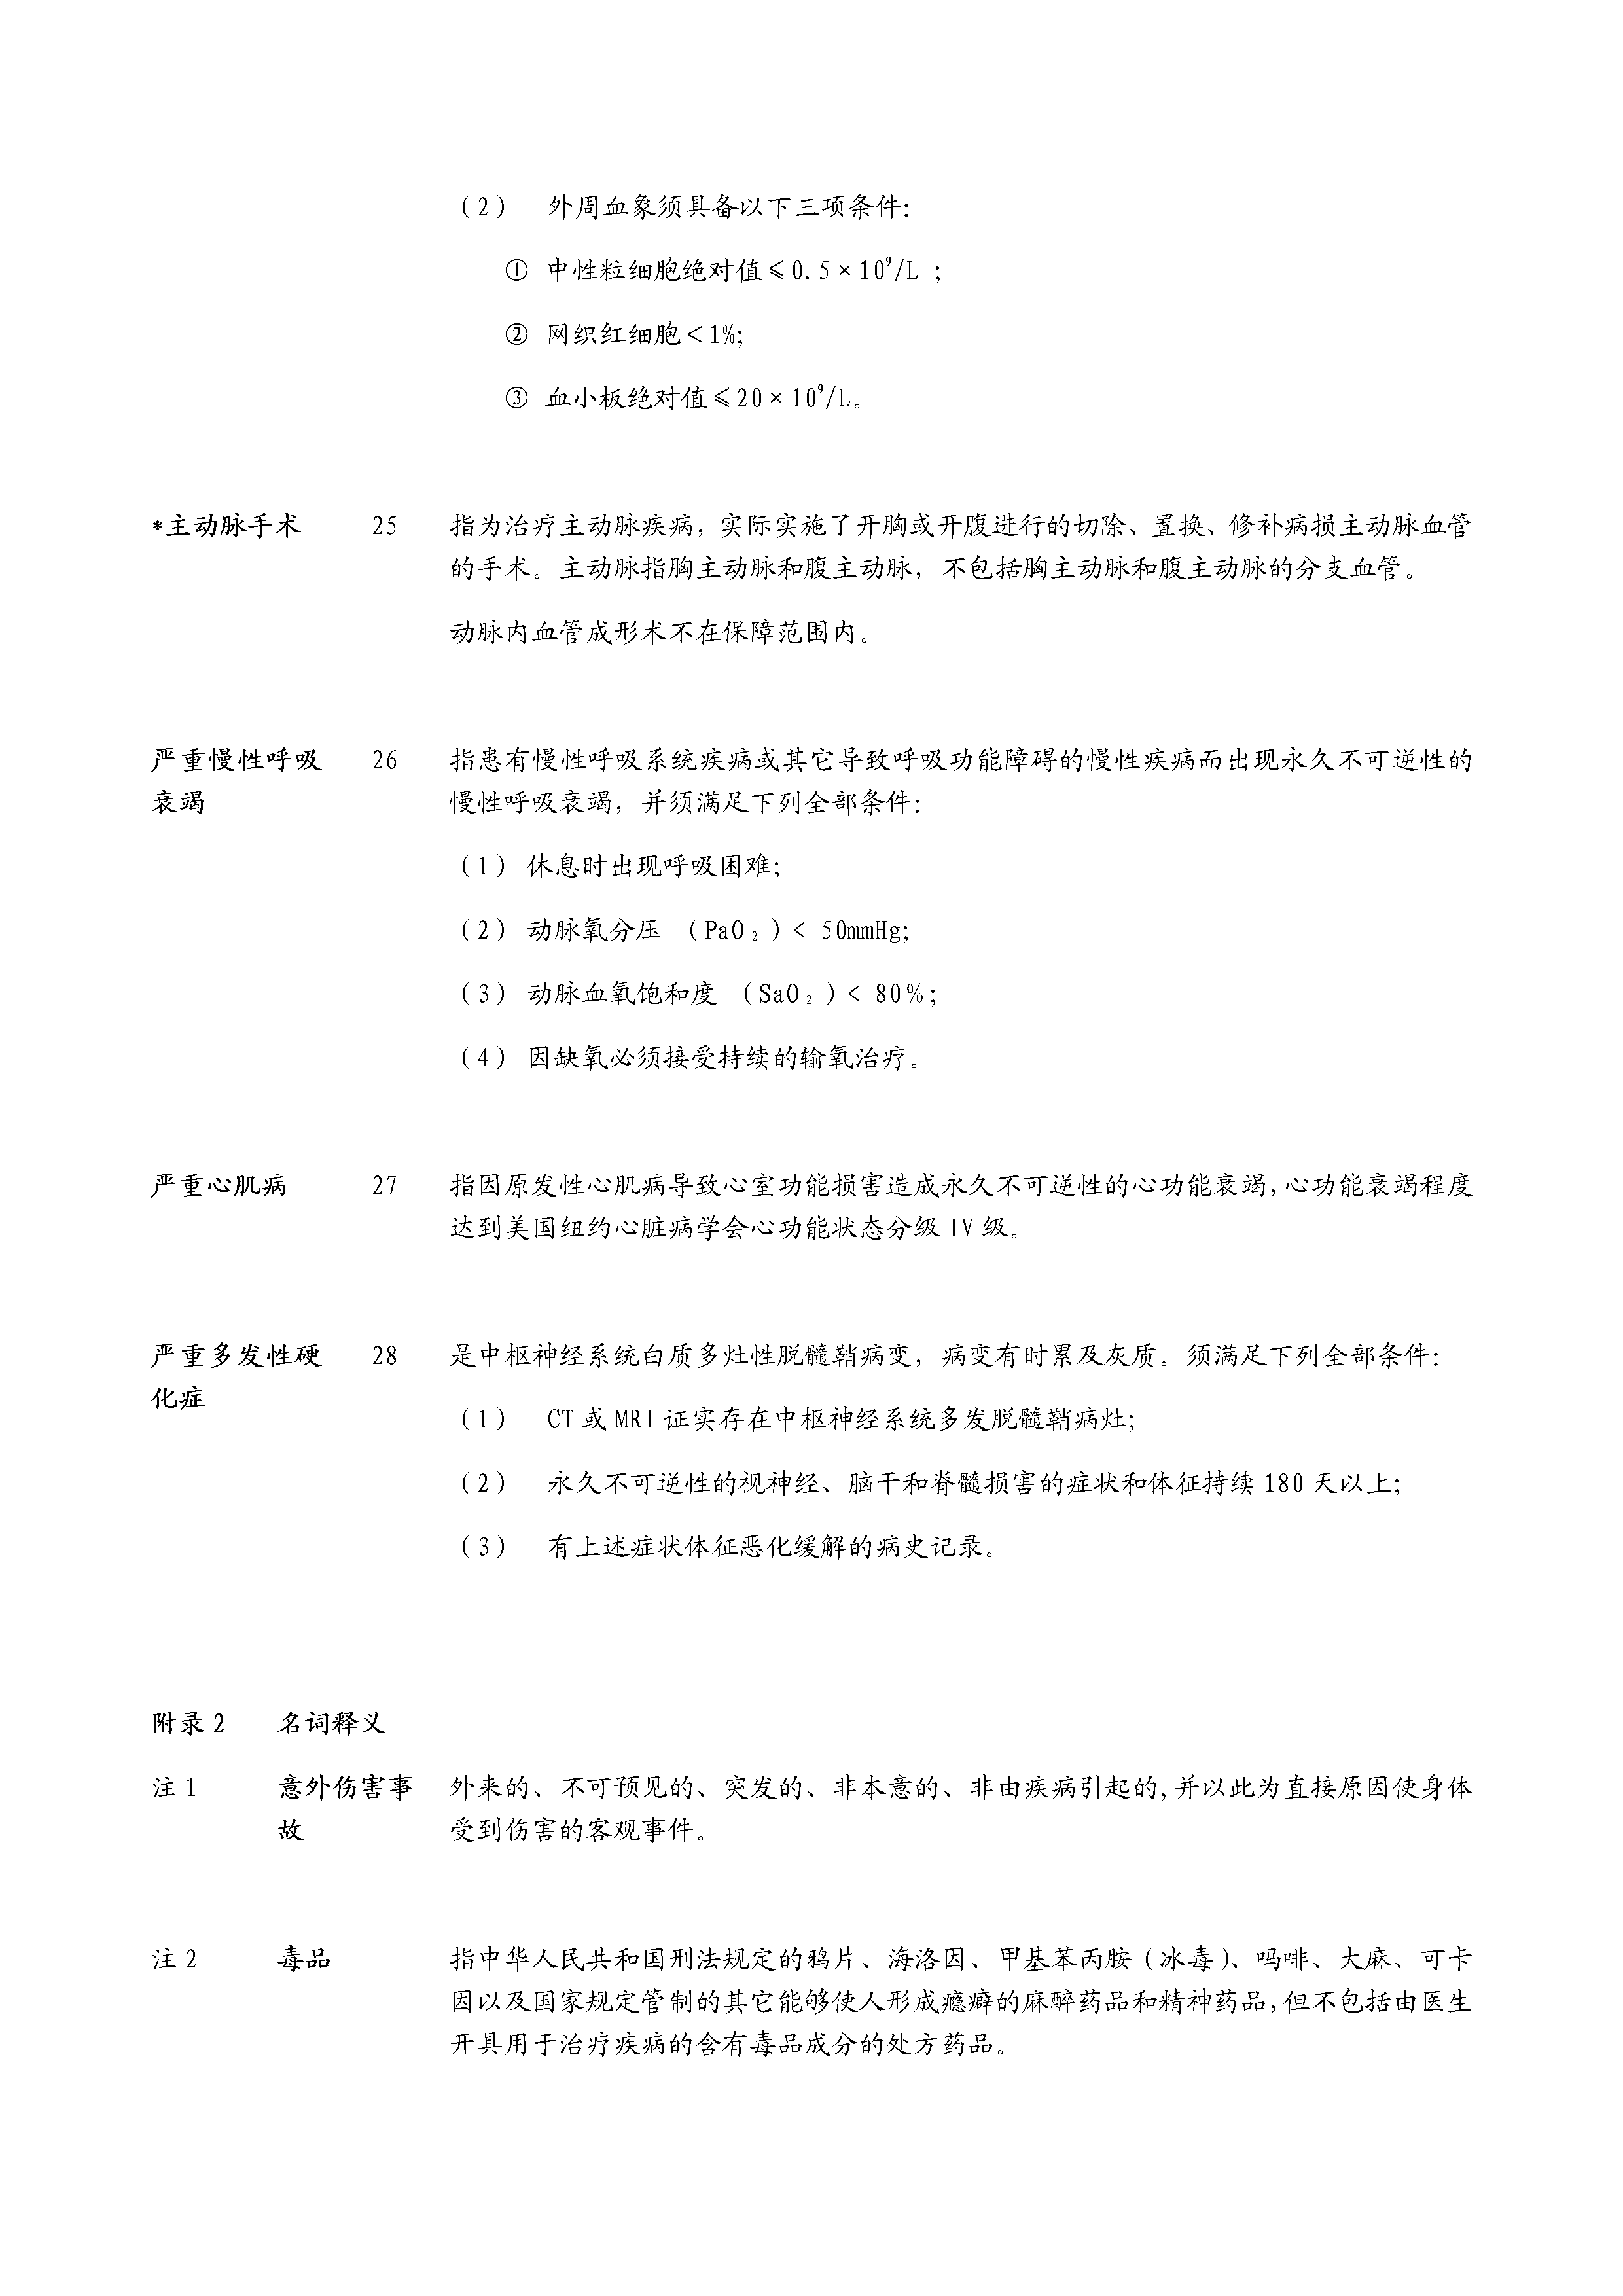 （2） 外周血象须具备以下三项条件：
① 中性粒细胞绝对值≤0.5×10⁹/L ；
② 网织红细胞＜1%；
③ 血小板绝对值≤20×10⁹/L。
*主动脉手术 25 指为治疗主动脉疾病，实际实施了开胸或开腹进行的切除、置换、修补病损主动脉血管
的手术。主动脉指胸主动脉和腹主动脉，不包括胸主动脉和腹主动脉的分支血管。
动脉内血管成形术不在保障范围内。
严重慢性呼吸 26 指患有慢性呼吸系统疾病或其它导致呼吸功能障碍的慢性疾病而出现永久不可逆性的
衰竭 慢性呼吸衰竭，并须满足下列全部条件：
（1） 休息时出现呼吸困难；
（2） 动脉氧分压 （PaO₂）< 50mmHg；
（3） 动脉血氧饱和度 （SaO₂）< 80%；
（4） 因缺氧必须接受持续的输氧治疗。
严重心肌病 27 指因原发性心肌病导致心室功能损害造成永久不可逆性的心功能衰竭，心功能衰竭程度
达到美国纽约心脏病学会心功能状态分级 IV 级。
严重多发性硬 28 是中枢神经系统白质多灶性脱髓鞘病变，病变有时累及灰质。须满足下列全部条件：
化症
（1） CT 或 MRI 证实存在中枢神经系统多发脱髓鞘病灶；
（2） 永久不可逆性的视神经、脑干和脊髓损害的症状和体征持续 180 天以上；
（3） 有上述症状体征恶化缓解的病史记录。
附录 2 名词释义
注 1 意外伤害事 外来的、不可预见的、突发的、非本意的、非由疾病引起的，并以此为直接原因使身体
故 受到伤害的客观事件。
注 2 毒品 指中华人民共和国刑法规定的鸦片、海洛因、甲基苯丙胺（冰毒）、吗啡、大麻、可卡
因以及国家规定管制的其它能够使人形成瘾癖的麻醉药品和精神药品，但不包括由医生
开具用于治疗疾病的含有毒品成分的处方药品。